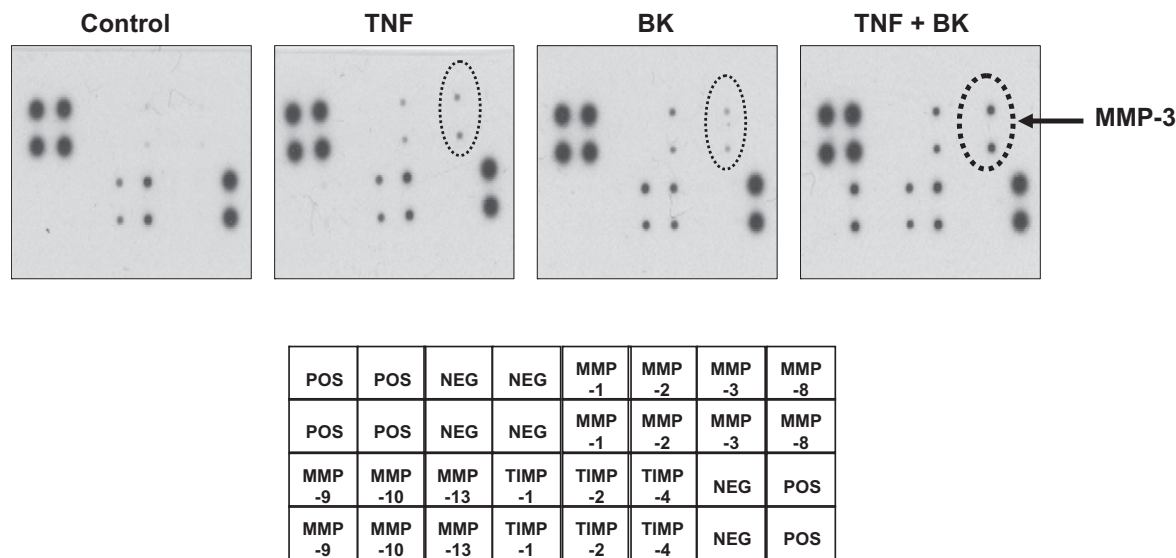 Control TNF BK TNF + BK
MMP-3
POS POS NEG NEG MMP -1 MMP -2 MMP -3 MMP -8
POS POS NEG NEG MMP -1 MMP -2 MMP -3 MMP -8
MMP -9 MMP -10 MMP -13 TIMP -1 TIMP -2 TIMP -4 NEG POS
MMP -9 MMP -10 MMP -13 TIMP -1 TIMP -2 TIMP -4 NEG POS